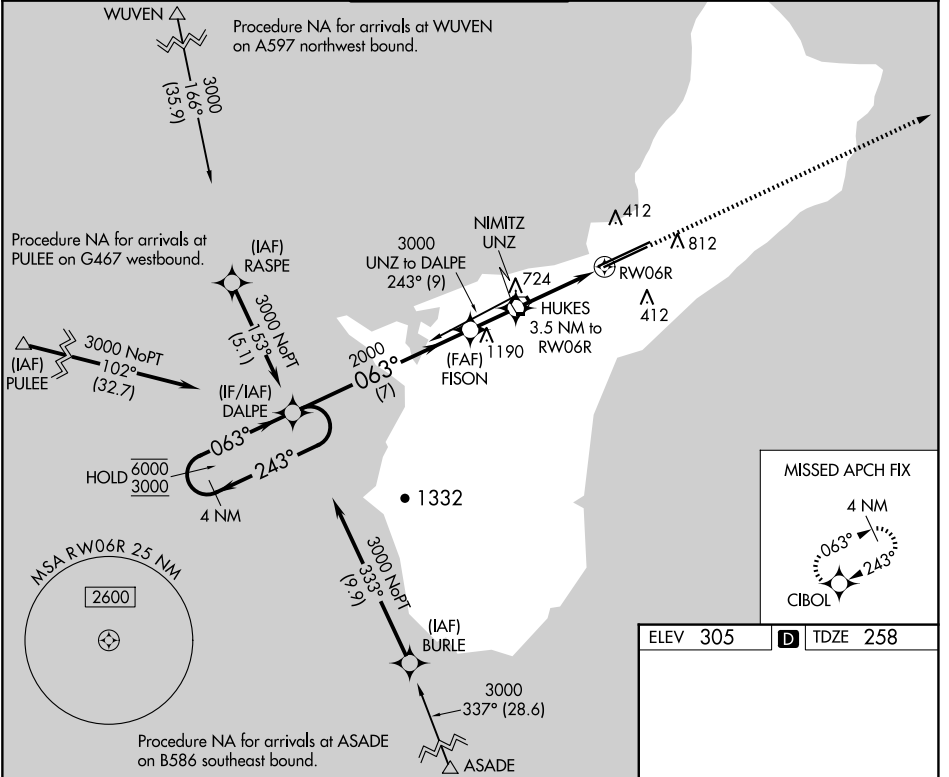 WUVEN
Procedure NA for arrivals at WUVEN
on A597 northwest bound.
3000
166°
(35.9)
Procedure NA for arrivals at
PULEE on G467 westbound.
(IAF)
RASPE
3000 NoPT
153°
(5.1)
(IAF)
PULEE
3000 NoPT
102°
(32.7)
(IF/IAF)
DALPE
3000
UNZ to DALPE
243° (9)
NIMITZ
UNZ
724
412
812
RW06R
412
HUKES
3.5 NM to
RW06R
1190
(FAF)
FISON
2000
063°
(7)
063°
243°
HOLD 6000
3000
4 NM
1332
MSA RW06R 25 NM
2600
3000 NoPT
333°
(9.9)
(IAF)
BURLE
3000
337° (28.6)
ASADE
Procedure NA for arrivals at ASADE
on B586 southeast bound.
MISSED APCH FIX
4 NM
063°
243°
CIBOL
ELEV 305 D TDZE 258